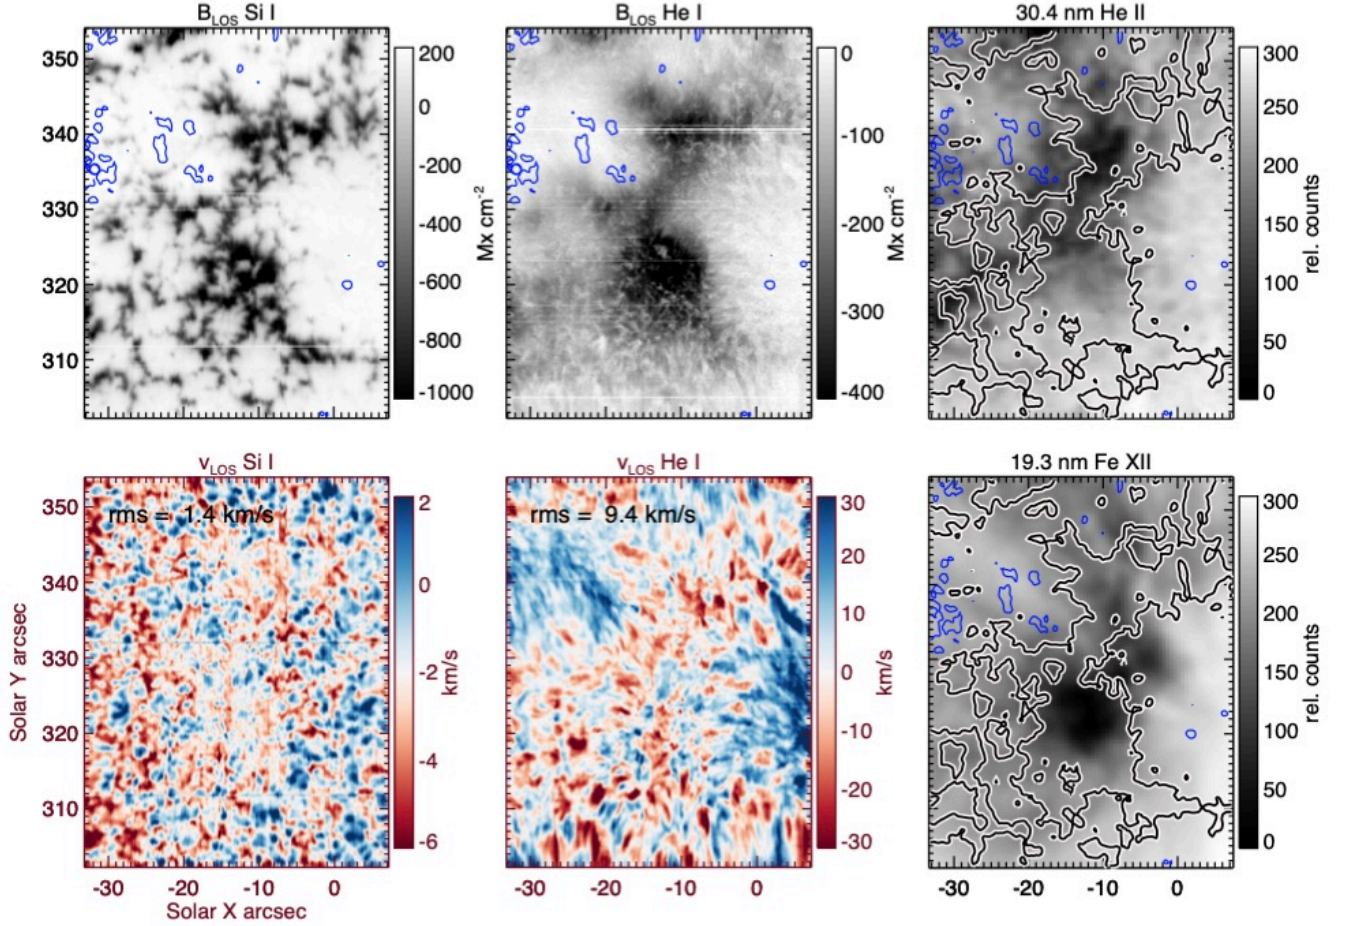 B_LOS Si I
B_LOS He I
30.4 nm He II
350
340
330
320
310
200
0
-200
-400
-600
-800
-1000
Mx cm⁻²
0
-100
-200
-300
-400
Mx cm⁻²
300
250
200
150
100
50
0
rel. counts
v_LOS Si I
v_LOS He I
19.3 nm Fe XII
rms = 1.4 km/s
rms = 9.4 km/s
Solar Y arcsec
350
340
330
320
310
2
0
-2
-4
-6
km/s
30
20
10
0
-10
-20
-30
km/s
300
250
200
150
100
50
0
rel. counts
-30 -20 -10 0
-30 -20 -10 0
-30 -20 -10 0
Solar X arcsec